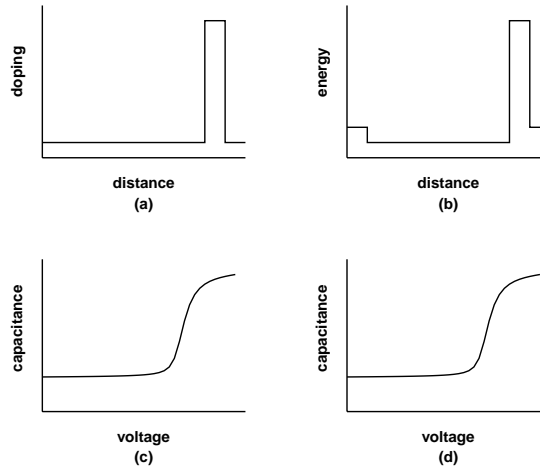 doping
distance
(a)
energy
distance
(b)
capacitance
voltage
(c)
capacitance
voltage
(d)